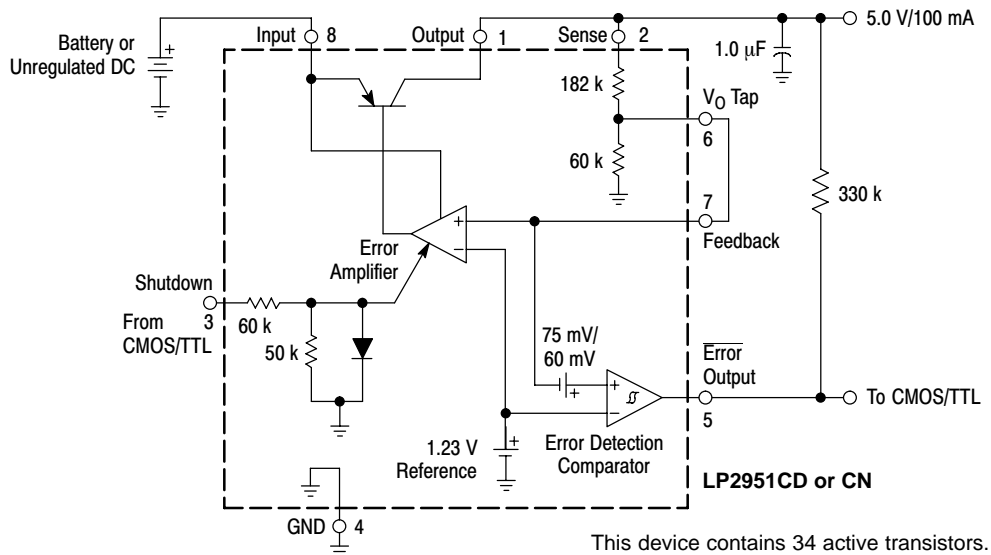 Battery or
Unregulated DC
+
Input
8
Output
1
Sense
2
5.0 V/100 mA
1.0 µF
+
182 k
60 k
VO Tap
6
7
Feedback
330 k
+
−
Error
Amplifier
Shutdown
3
From
CMOS/TTL
60 k
50 k
75 mV/
60 mV
+
+
−
Error
Output
5
To CMOS/TTL
1.23 V
Reference
+
Error Detection
Comparator
LP2951CD or CN
GND
4
This device contains 34 active transistors.